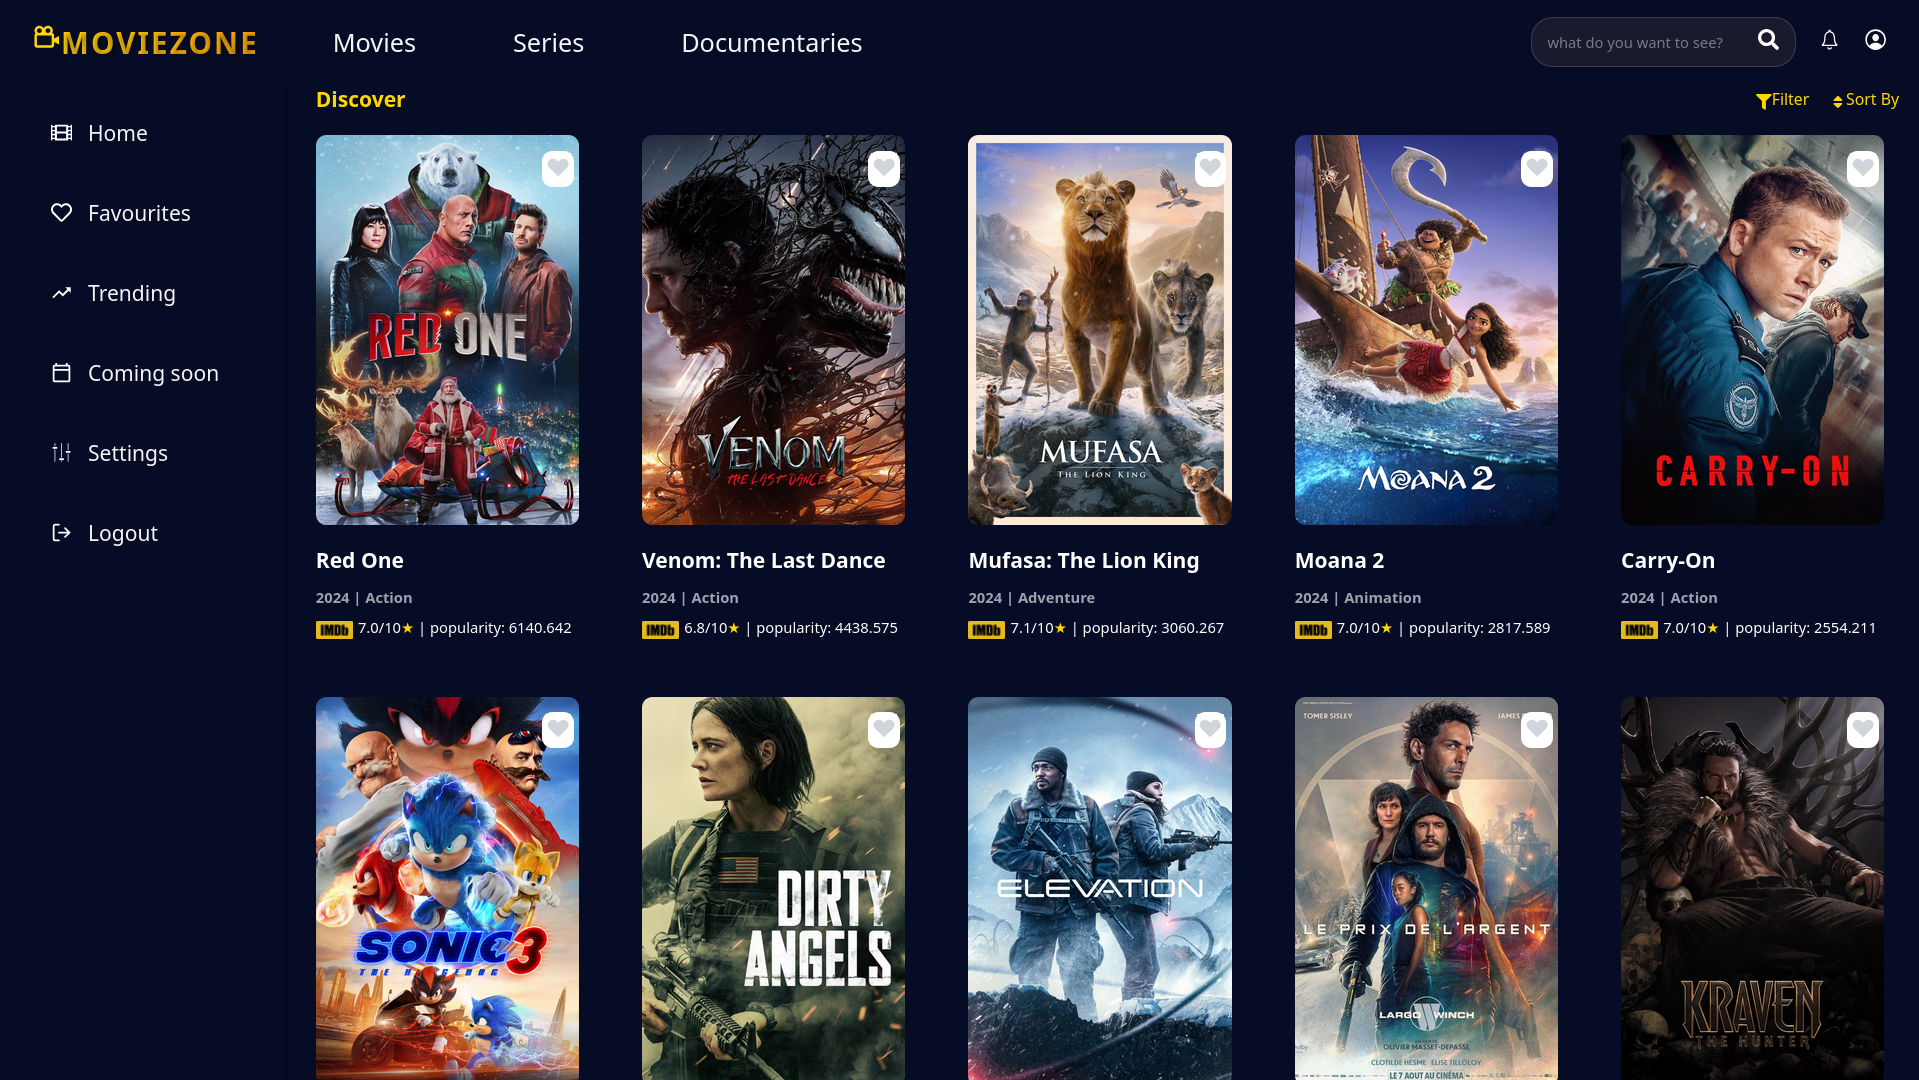 MOVIEZONE
Movies
Series
Documentaries
what do you want to see?
Home
Favourites
Trending
Coming soon
Settings
Logout
Discover
Filter
Sort By
RED ONE
VENOM
THE LAST DANCE
MUFASA
THE LION KING
MOANA 2
CARRY-ON
Red One
Venom: The Last Dance
Mufasa: The Lion King
Moana 2
Carry-On
2024 | Action
2024 | Action
2024 | Adventure
2024 | Animation
2024 | Action
IMDb 7.0/10★ | popularity: 6140.642
IMDb 6.8/10★ | popularity: 4438.575
IMDb 7.1/10★ | popularity: 3060.267
IMDb 7.0/10★ | popularity: 2817.589
IMDb 7.0/10★ | popularity: 2554.211
SONIC 3
THE HEDGEHOG
DIRTY
ANGELS
ELEVATION
TOMER SISLEY
JAMES
LE PRIX DE L'ARGENT
LARGO WINCH
OLIVIER MASSET-DEPASSE
CLOTILDE HESME ELISE TILLOLOY
LE 7 AOUT AU CINÉMA
KRAVEN
THE HUNTER